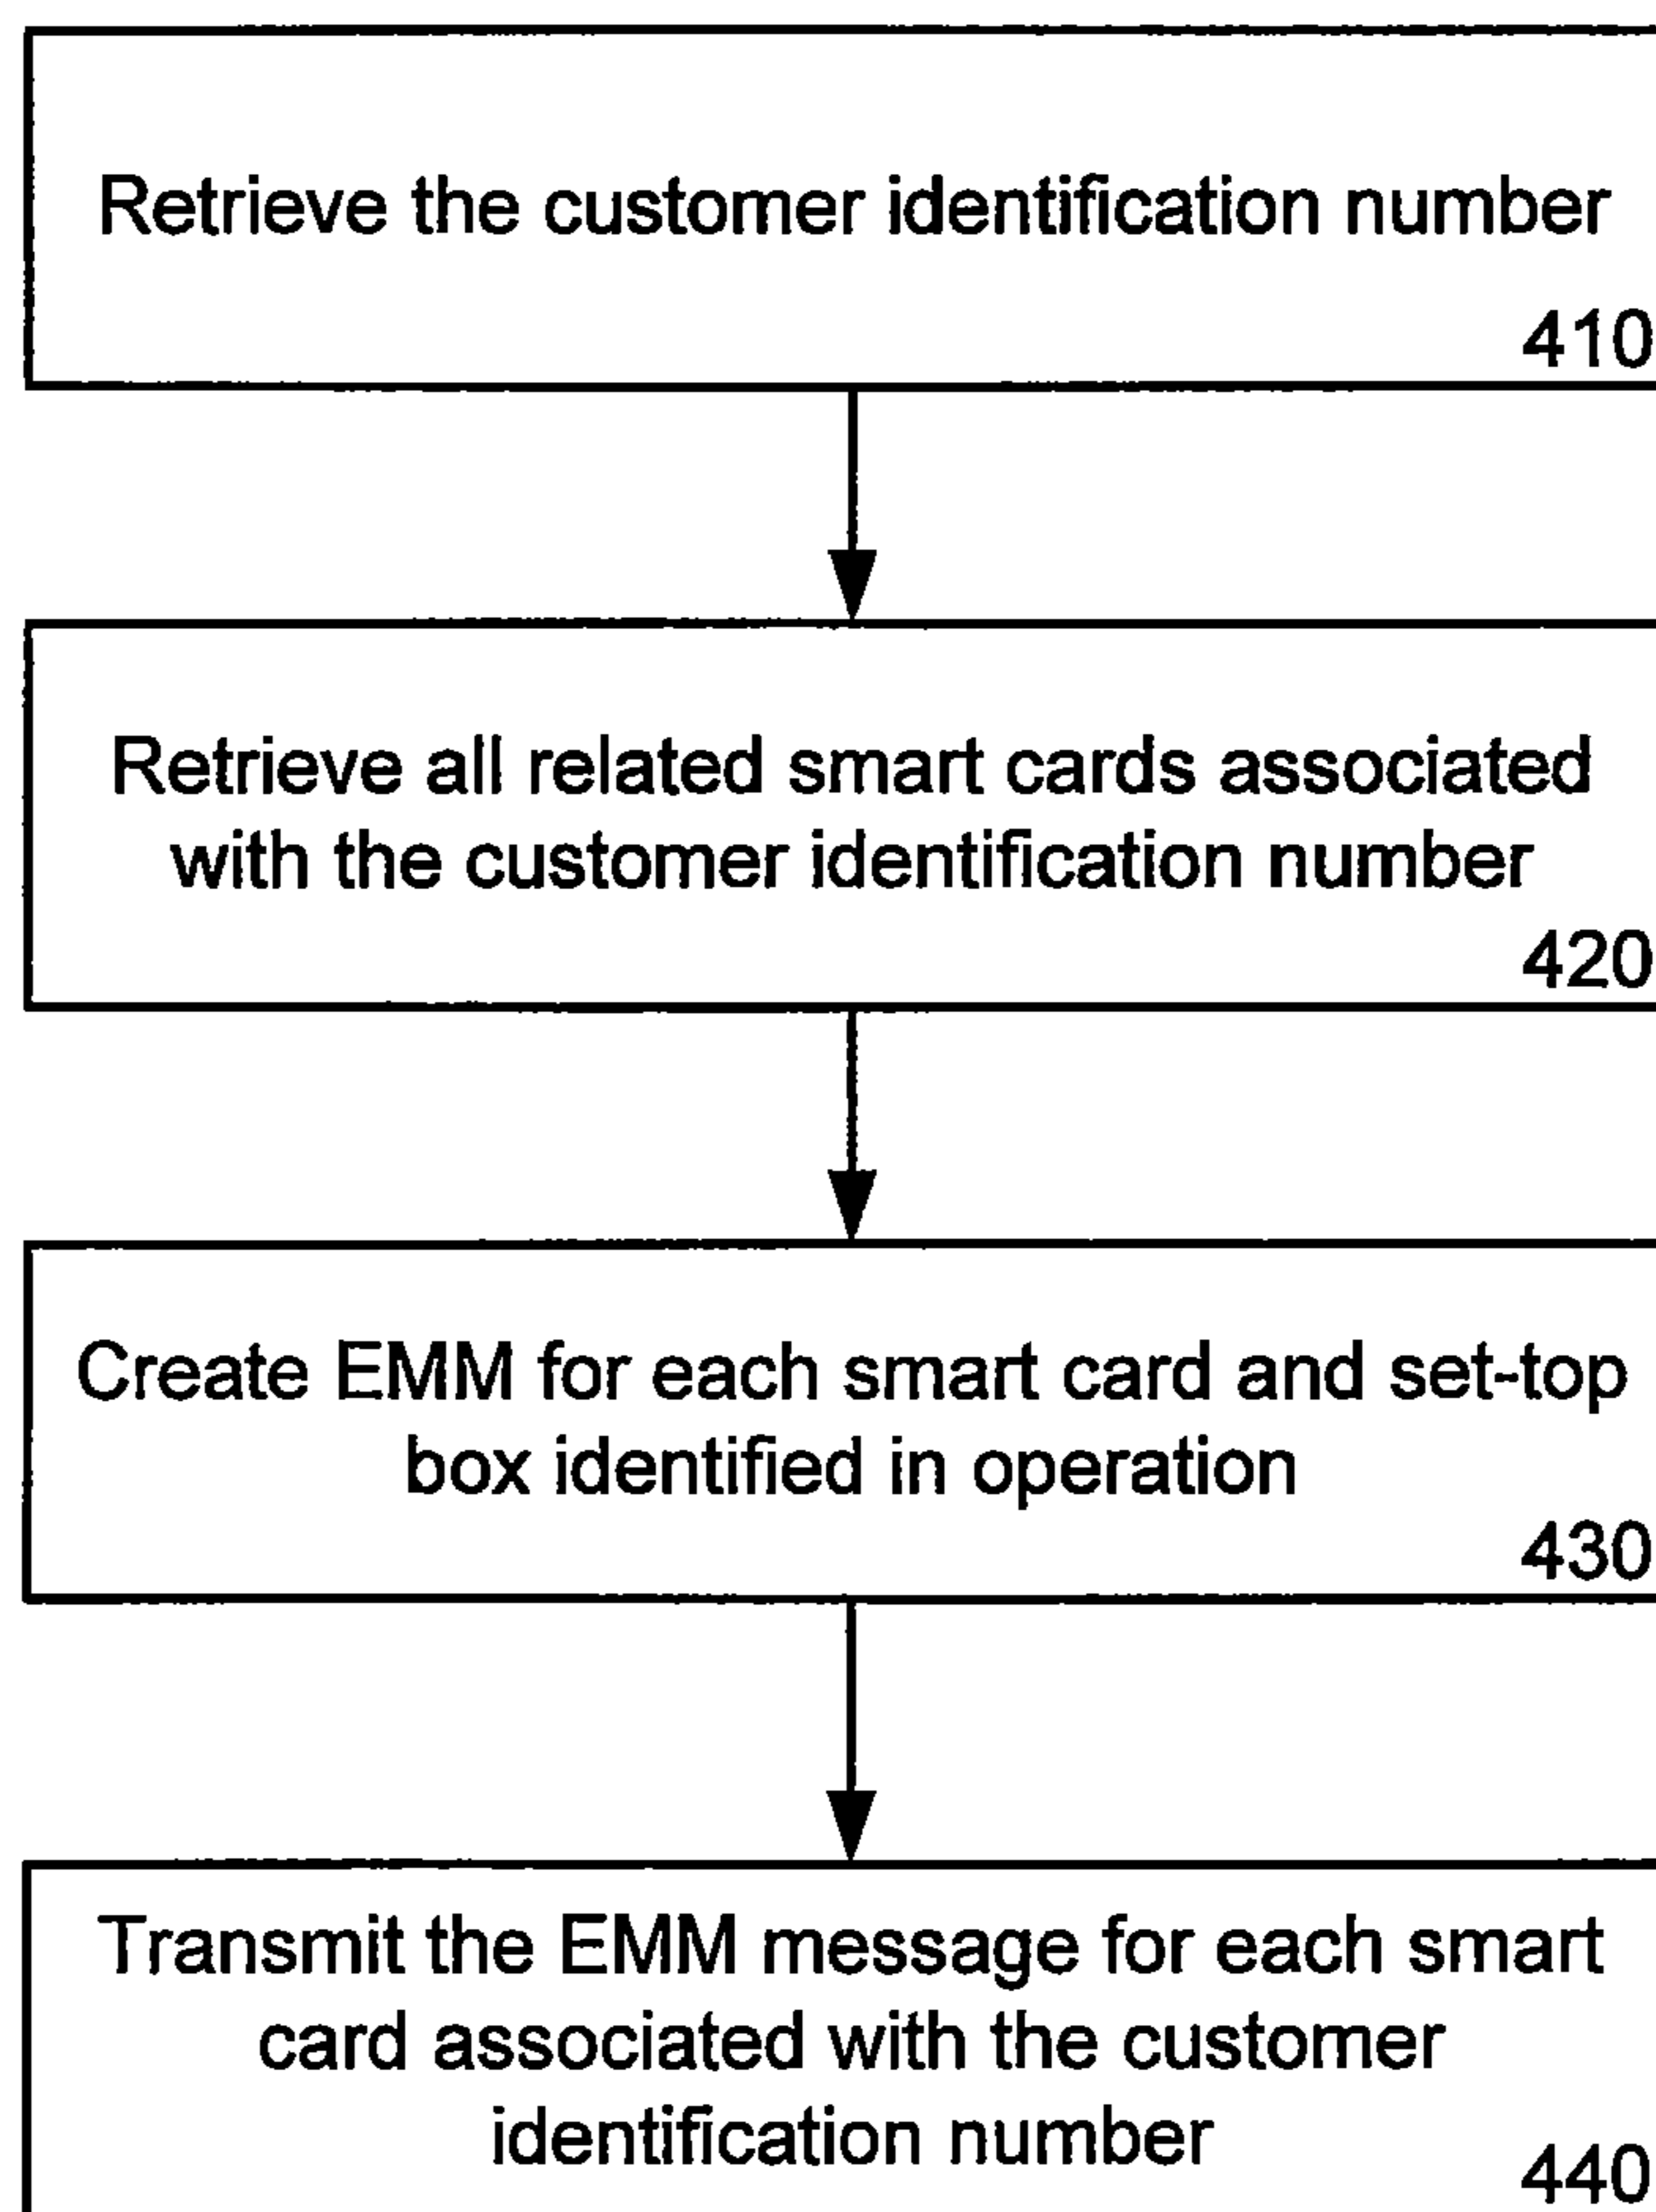 Retrieve the customer identification number
410
Retrieve all related smart cards associated
with the customer identification number
420
Create EMM for each smart card and set-top
box identified in operation
430
Transmit the EMM message for each smart
card associated with the customer
identification number
440